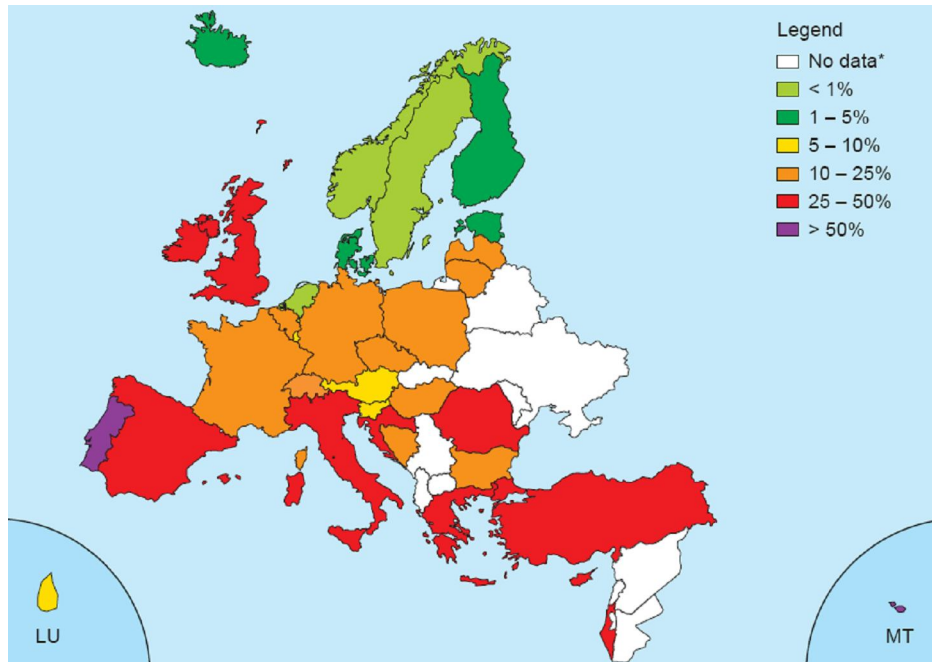 Legend
No data*
< 1%
1 – 5%
5 – 10%
10 – 25%
25 – 50%
> 50%
LU
MT